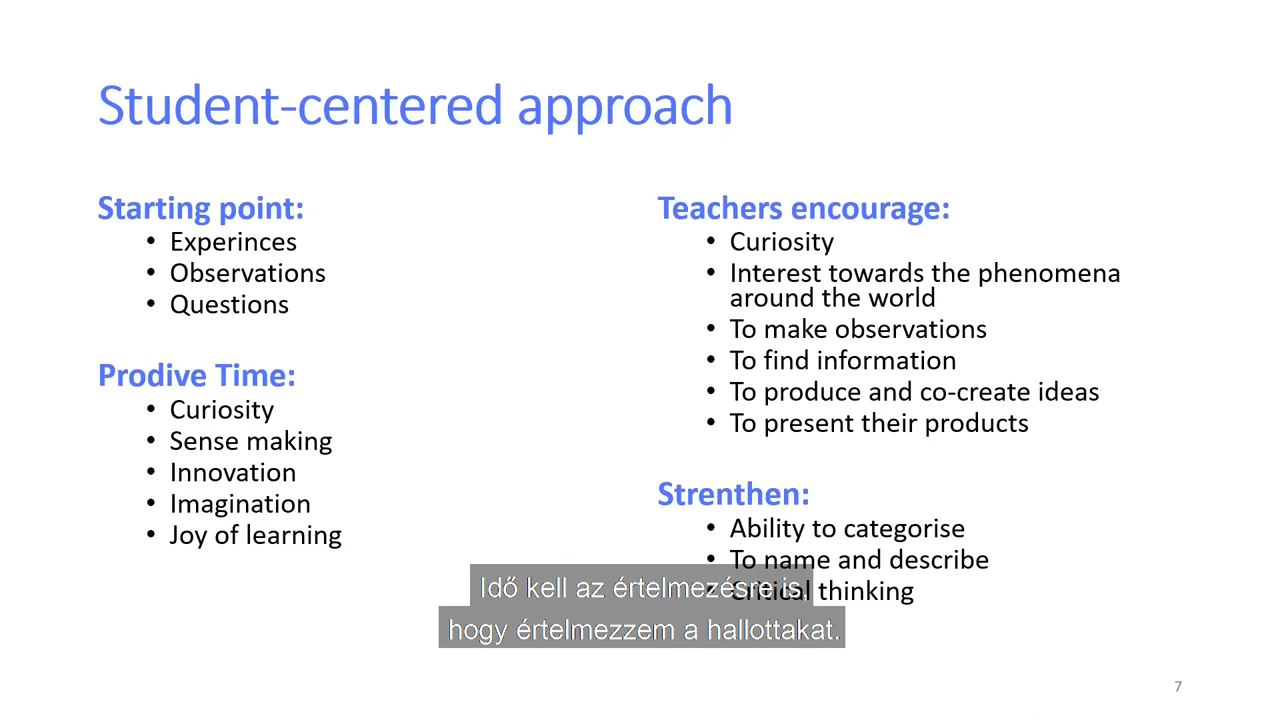 Student-centered approach
Starting point:
• Experinces
• Observations
• Questions
Prodive Time:
• Curiosity
• Sense making
• Innovation
• Imagination
• Joy of learning
Teachers encourage:
• Curiosity
• Interest towards the phenomena
around the world
• To make observations
• To find information
• To produce and co-create ideas
• To present their products
Strenthen:
• Ability to categorise
• To name and describe
• Critical thinking
Idő kell az értelmezésre is,
hogy értelmezzem a hallottakat.
7